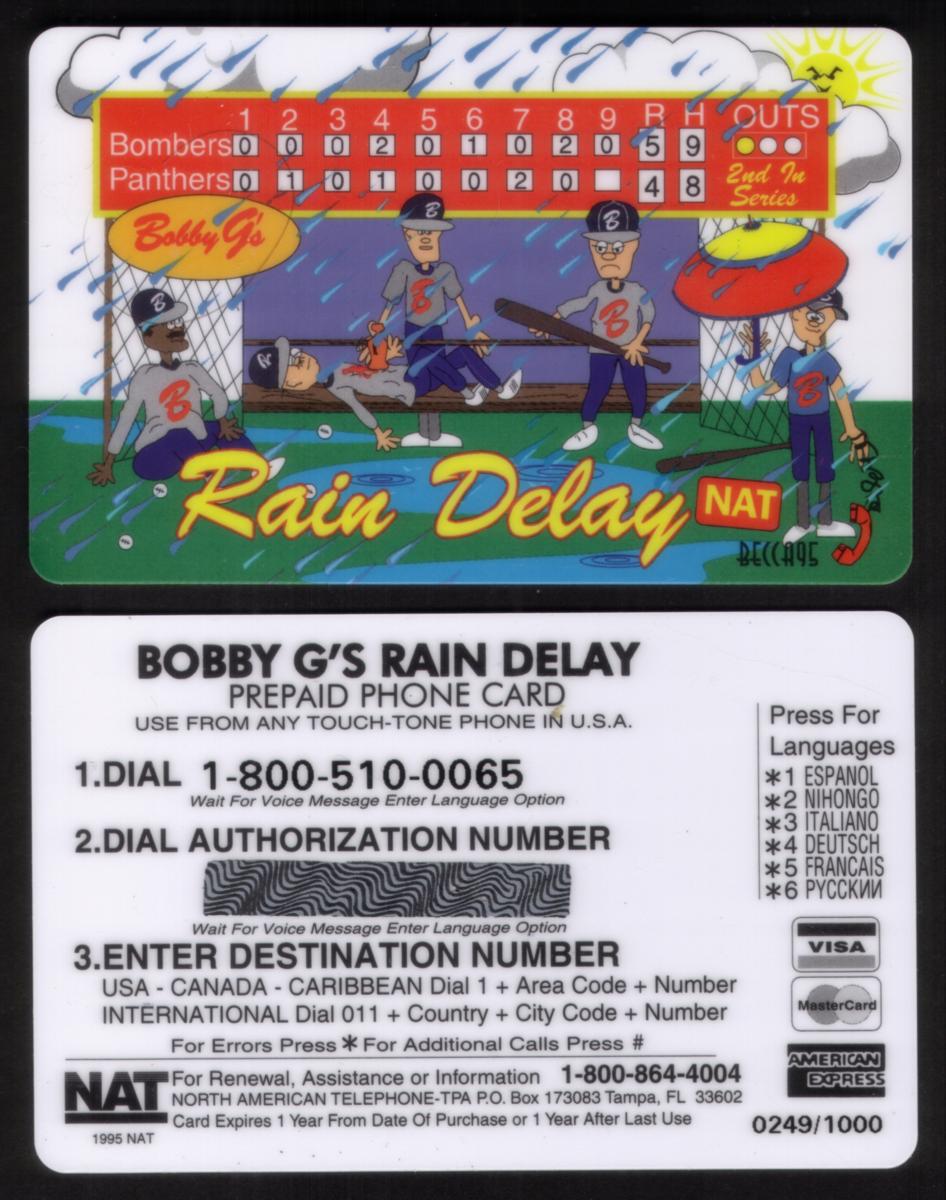 1 2 3 4 5 6 7 8 9 R H OUTS
Bombers 0 0 0 2 0 1 0 2 0 5 9
Panthers 0 1 0 1 0 0 2 0 4 8
2nd In
Series
Bobby G's
B
B
B
B
B
B
B
Rain Delay
NAT
BECCA95
BOBBY G'S RAIN DELAY
PREPAID PHONE CARD
USE FROM ANY TOUCH-TONE PHONE IN U.S.A.
1.DIAL 1-800-510-0065
Wait For Voice Message Enter Language Option
2.DIAL AUTHORIZATION NUMBER
Wait For Voice Message Enter Language Option
3.ENTER DESTINATION NUMBER
USA - CANADA - CARIBBEAN Dial 1 + Area Code + Number
INTERNATIONAL Dial 011 + Country + City Code + Number
For Errors Press * For Additional Calls Press #
Press For
Languages
*1 ESPANOL
*2 NIHONGO
*3 ITALIANO
*4 DEUTSCH
*5 FRANCAIS
*6 РУССКИИ
VISA
MasterCard
AMERICAN
EXPRESS
NAT
1995 NAT
For Renewal, Assistance or Information 1-800-864-4004
NORTH AMERICAN TELEPHONE-TPA P.O. Box 173083 Tampa, FL 33602
Card Expires 1 Year From Date Of Purchase or 1 Year After Last Use
0249/1000